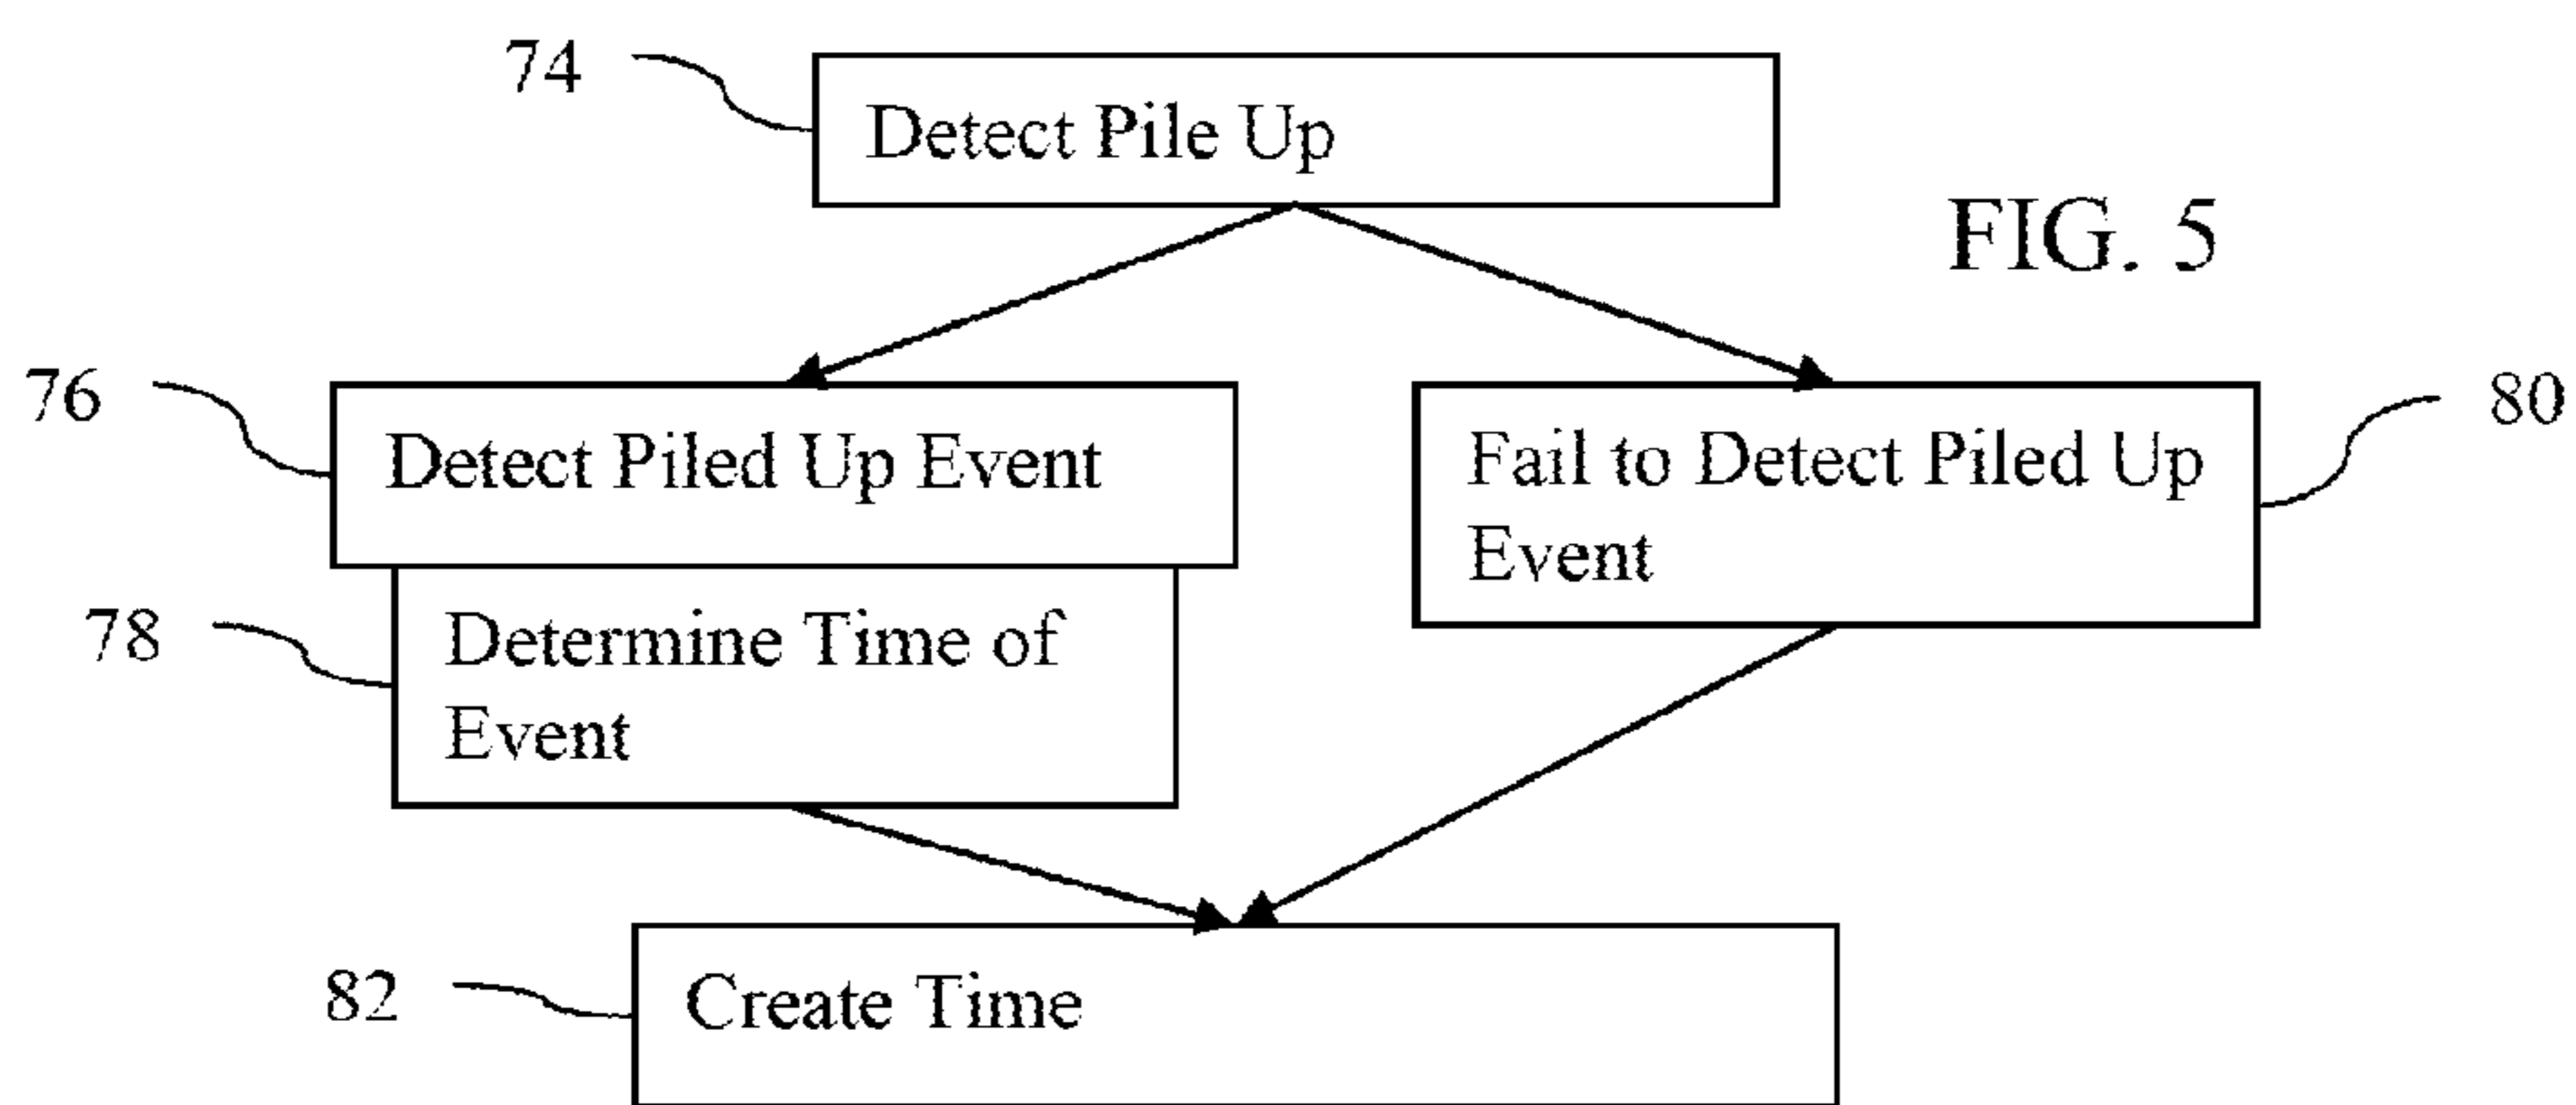 74
Detect Pile Up
FIG. 5
76
Detect Piled Up Event
Fail to Detect Piled Up
Event
80
78
Determine Time of
Event
82
Create Time